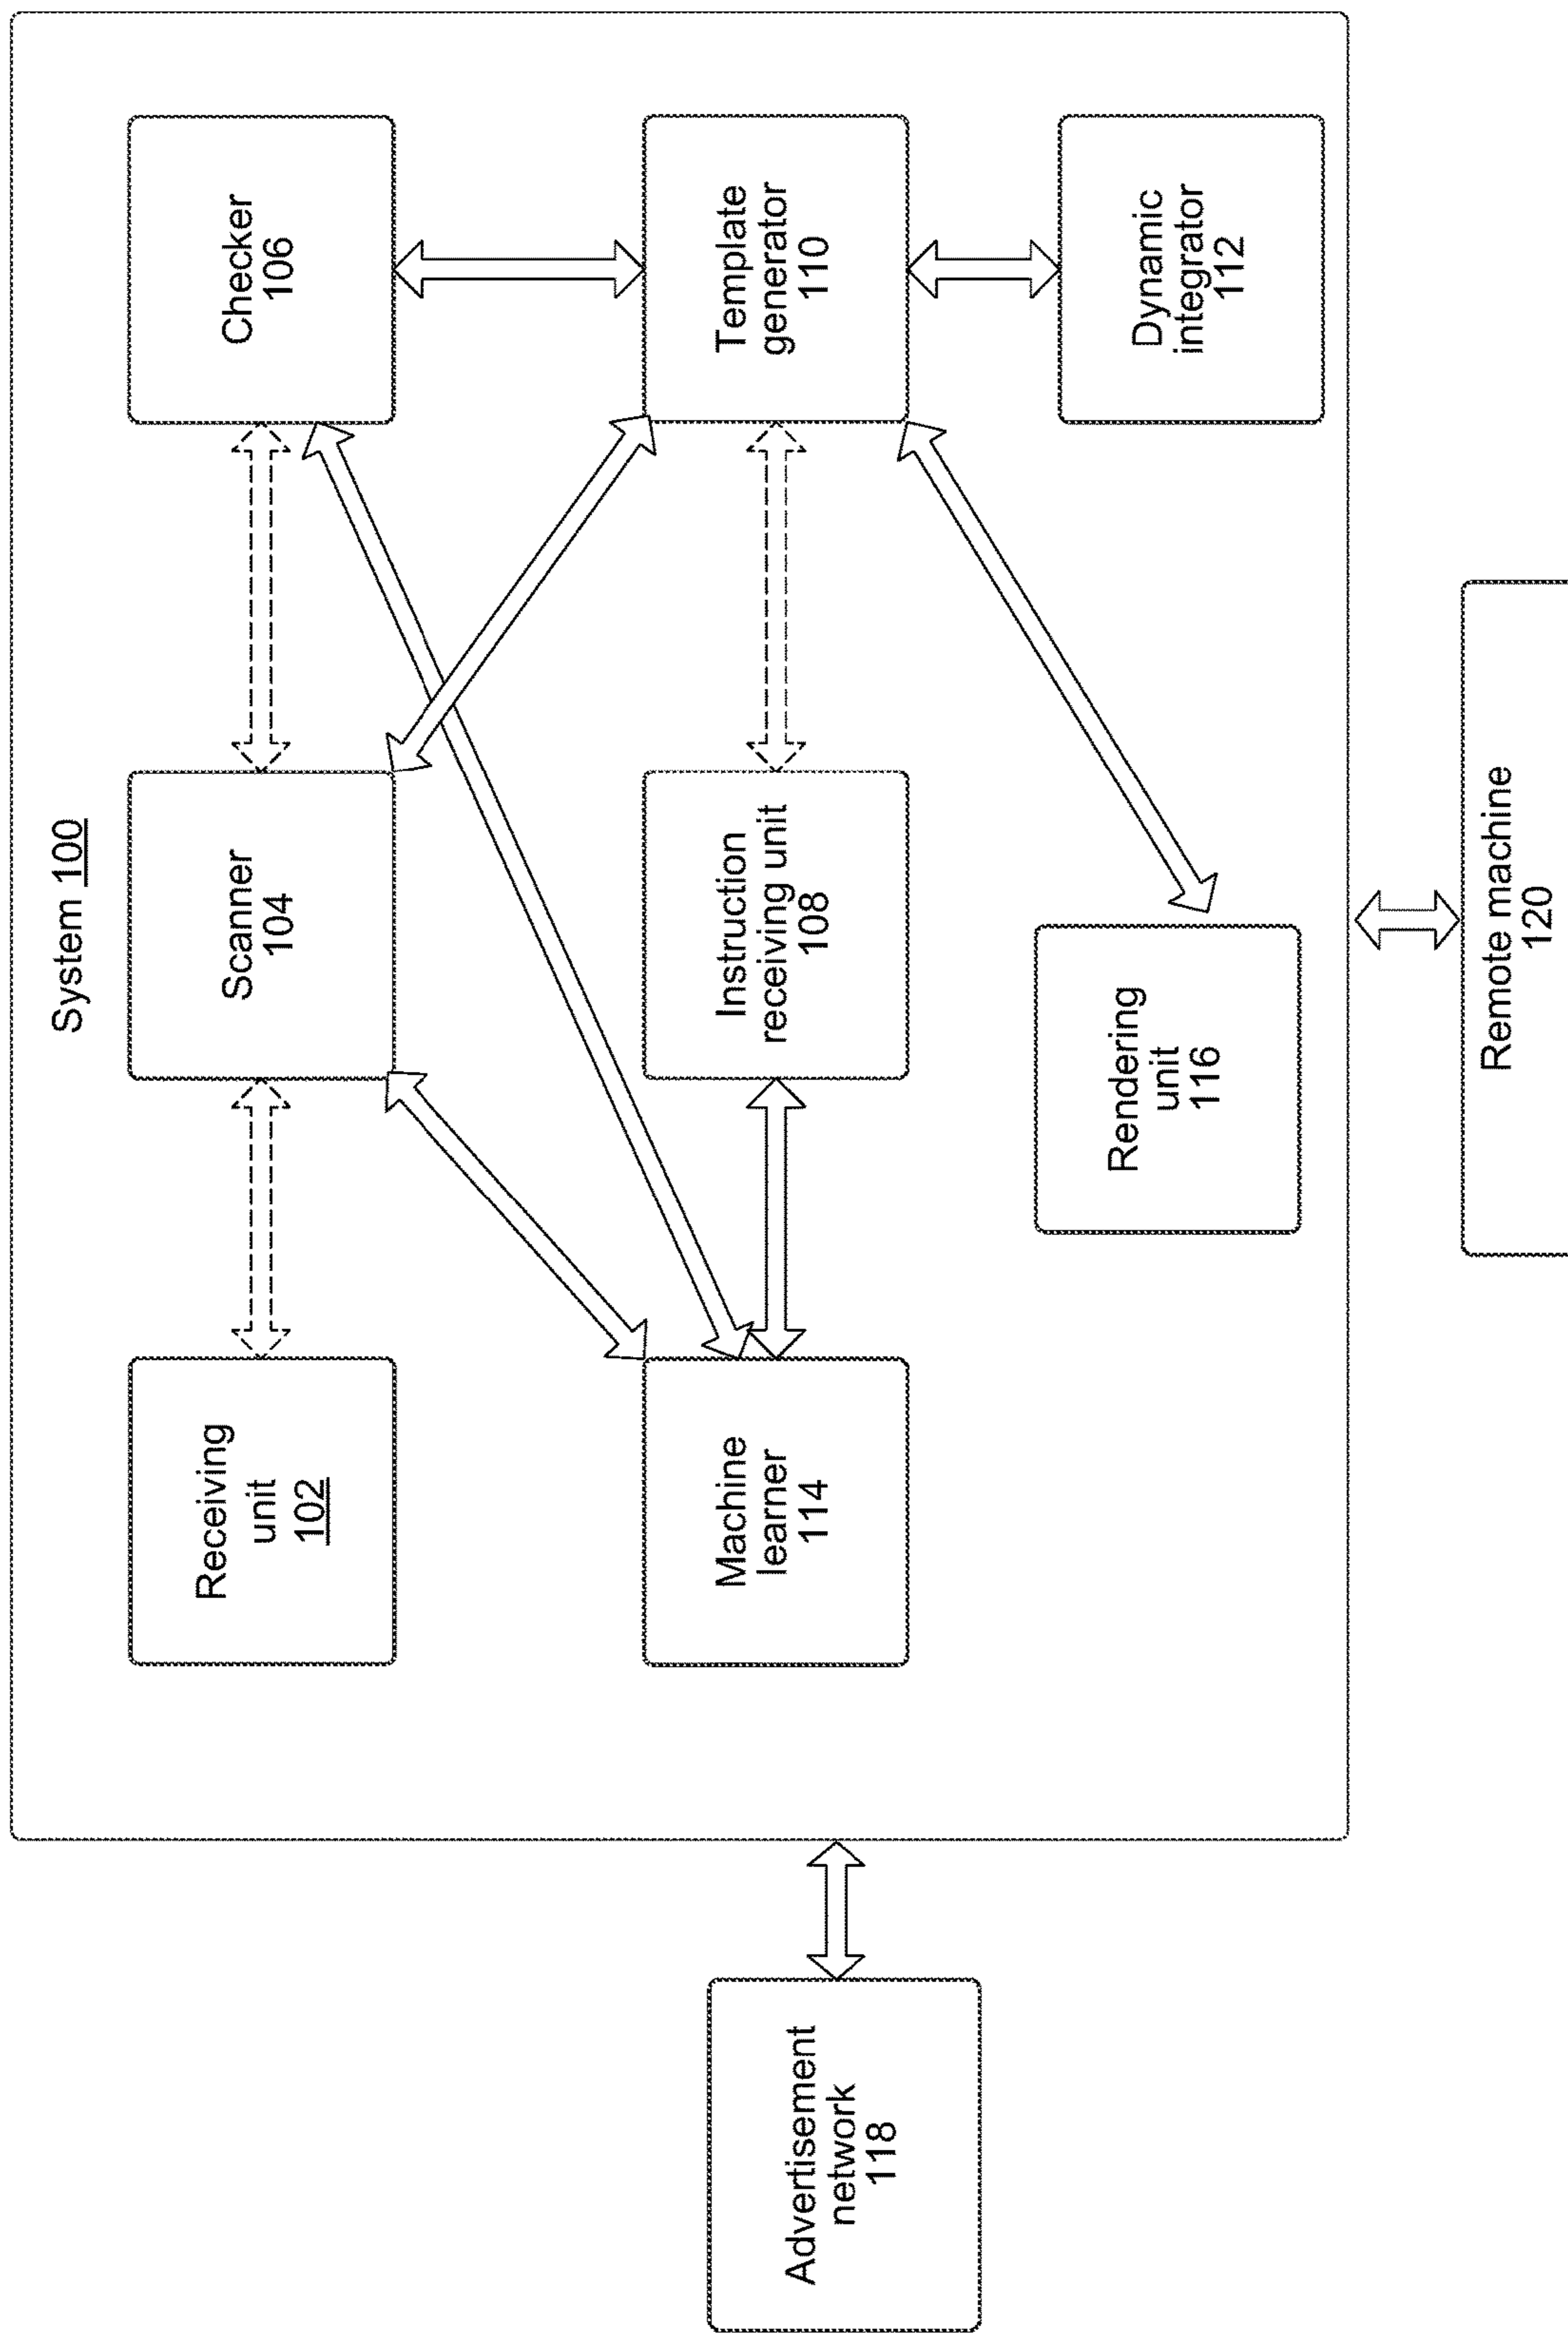 System 100
Receiving
unit
102
Scanner
104
Checker
106
Machine
learner
114
Instruction
receiving unit
108
Template
generator
110
Rendering
unit
116
Dynamic
integrator
112
Advertisement
network
118
Remote machine
120